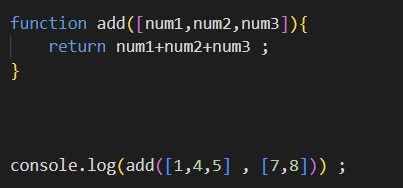 function add([num1,num2,num3]){
    return num1+num2+num3 ;
}
console.log(add([1,4,5] , [7,8])) ;